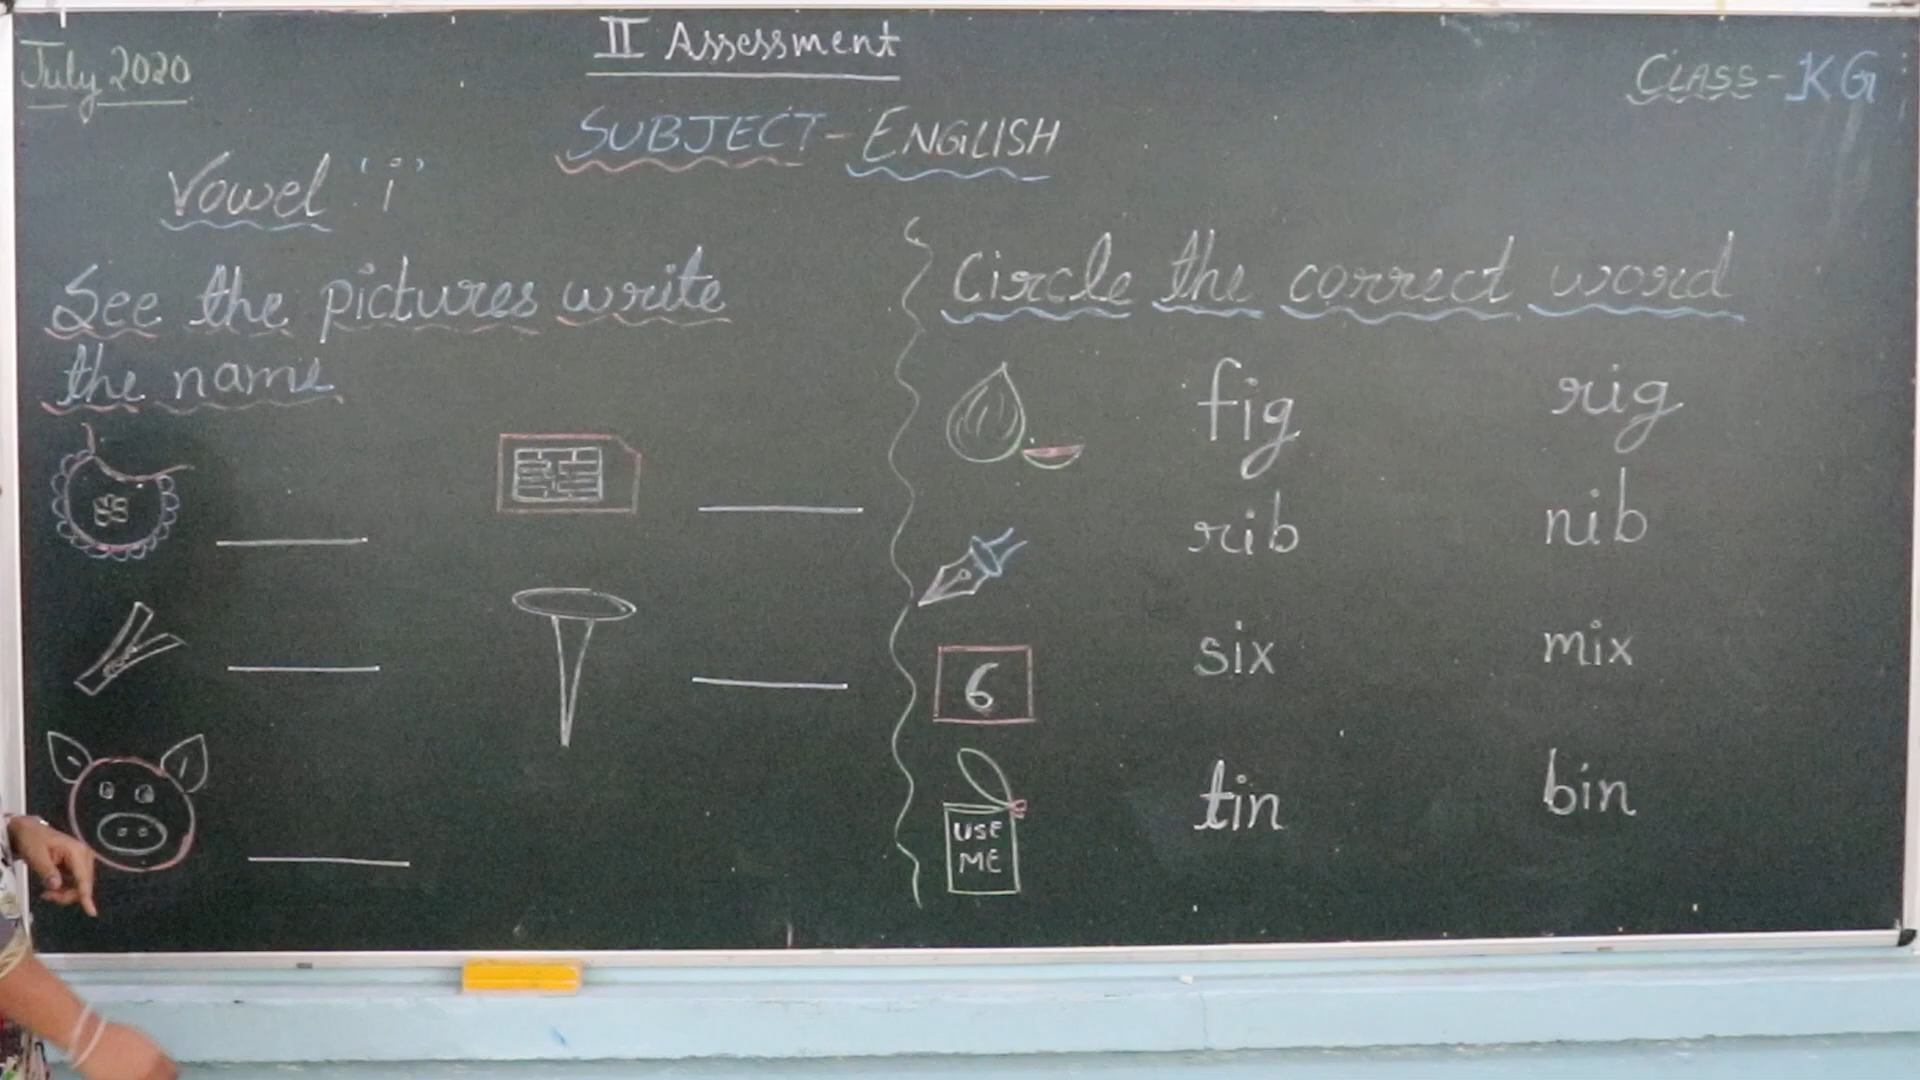 July 2020
II Assessment
CLASS - KG
SUBJECT - ENGLISH
Vowel 'i'
See the pictures write
the name
Circle the correct word
fig rig
rib nib
6 six mix
USE
ME
tin bin